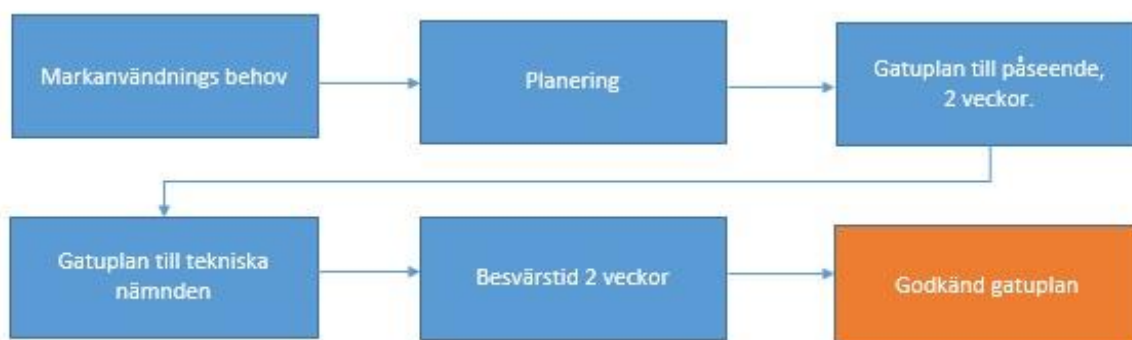 Markanvändnings behov
Planering
Gatuplan till påseende,
2 veckor.
Gatuplan till tekniska
nämnden
Besvärstid 2 veckor
Godkänd gatuplan